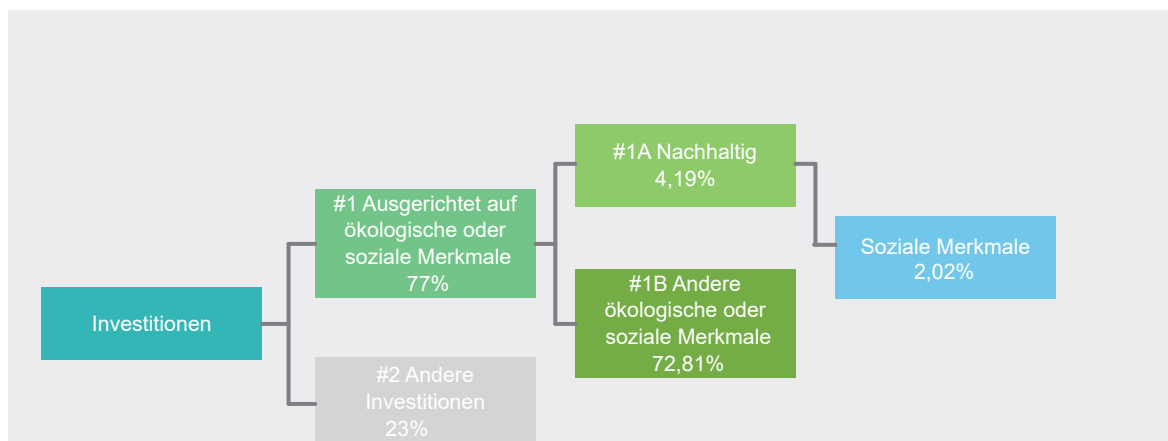 Investitionen
#1 Ausgerichtet auf
ökologische oder
soziale Merkmale
77%
#2 Andere
Investitionen
23%
#1A Nachhaltig
4,19%
#1B Andere
ökologische oder
soziale Merkmale
72,81%
Soziale Merkmale
2,02%